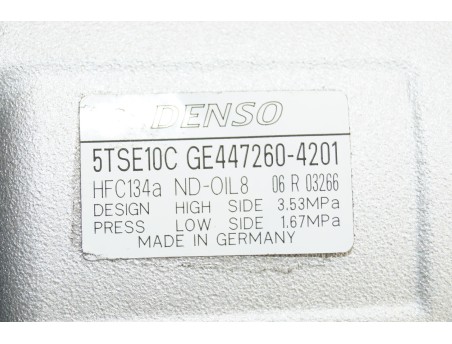 DENSO
5TSE10C GE447260-4201
HFC134a ND-OIL8 06 R 03266
DESIGN HIGH SIDE 3.53MPa
PRESS LOW SIDE 1.67MPa
MADE IN GERMANY